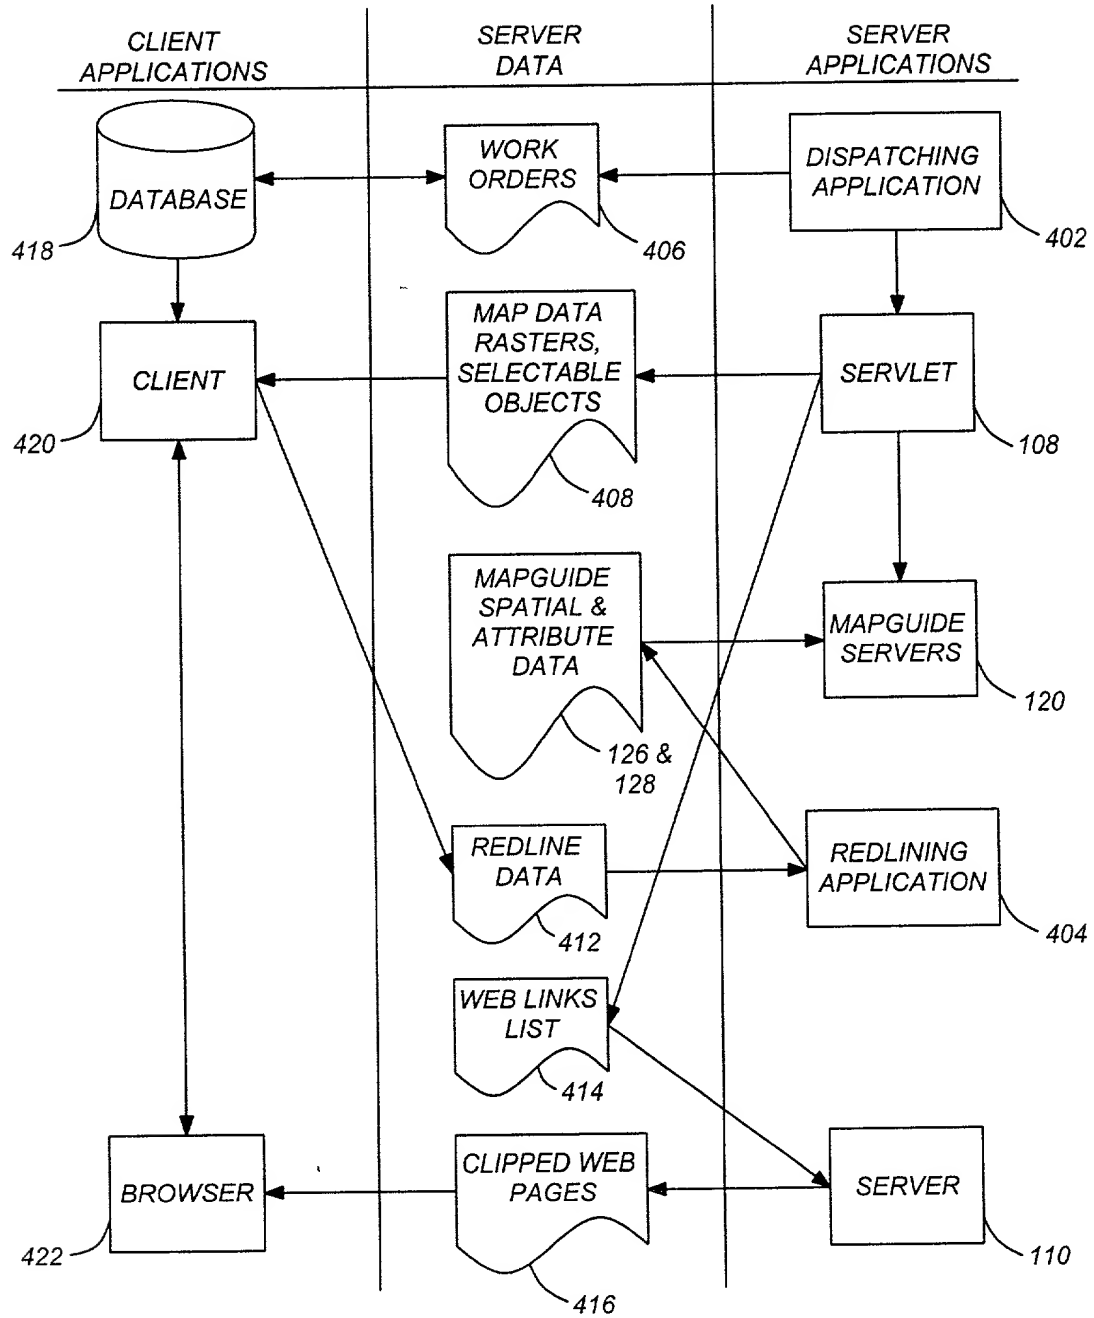 CLIENT
APPLICATIONS
SERVER
DATA
SERVER
APPLICATIONS
DATABASE
418
WORK
ORDERS
406
DISPATCHING
APPLICATION
402
CLIENT
420
MAP DATA
RASTERS,
SELECTABLE
OBJECTS
408
SERVLET
108
MAPGUIDE
SPATIAL &
ATTRIBUTE
DATA
126 &
128
MAPGUIDE
SERVERS
120
REDLINE
DATA
412
REDLINING
APPLICATION
404
WEB LINKS
LIST
414
BROWSER
422
CLIPPED WEB
PAGES
416
SERVER
110